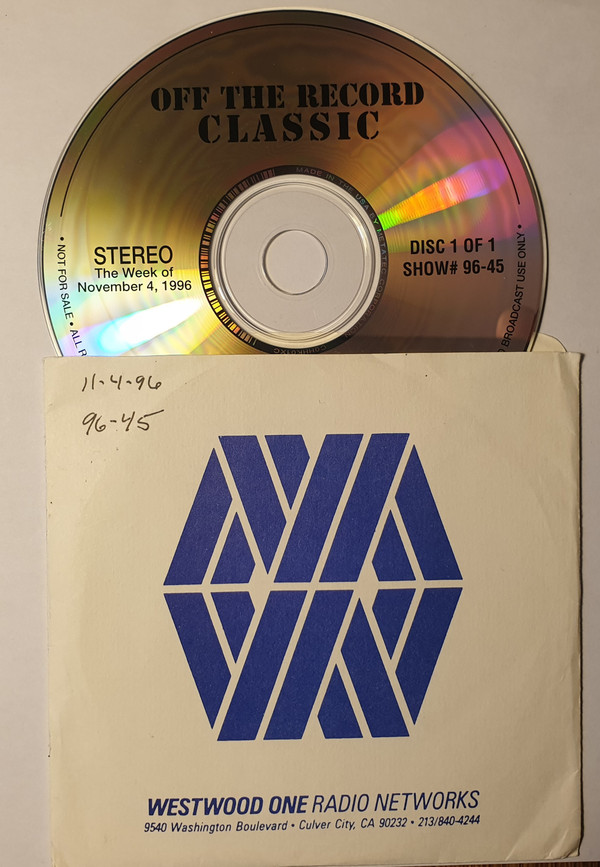 OFF THE RECORD
CLASSIC
MADE IN THE USA BY
STEREO
The Week of
November 4, 1996
DISC 1 OF 1
SHOW# 96-45
• NOT FOR SALE • ALL
BROADCAST USE ONLY •
11-4-96
96-45
WESTWOOD ONE RADIO NETWORKS
9540 Washington Boulevard • Culver City, CA 90232 • 213/840-4244